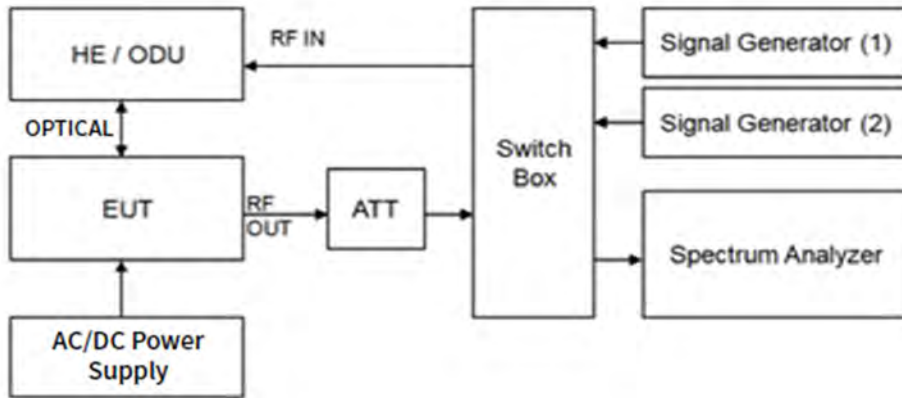 HE / ODU
RF IN
Signal Generator (1)
OPTICAL
Signal Generator (2)
Switch
Box
EUT
RF
OUT
ATT
Spectrum Analyzer
AC/DC Power
Supply